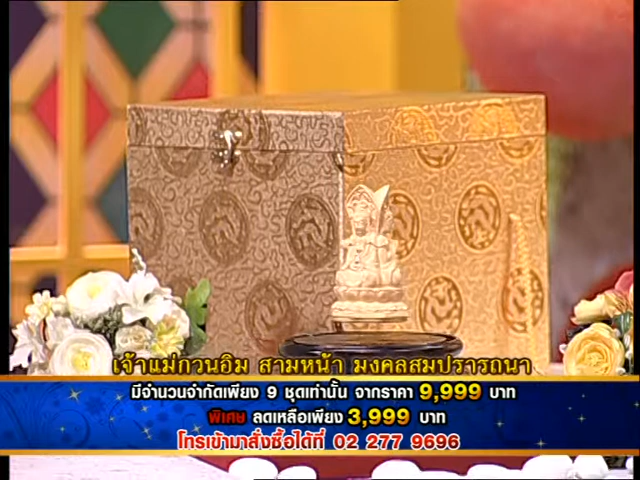 เจ้าแม่กวนอิม สามหน้า มงคลสมปรารถนา
มีจำนวนจำกัดเพียง 9 ชุดเท่านั้น จากราคา 9,999 บาท
พิเศษ ลดเหลือเพียง 3,999 บาท
โทรเข้ามาสั่งซื้อได้ที่ 02 277 9696